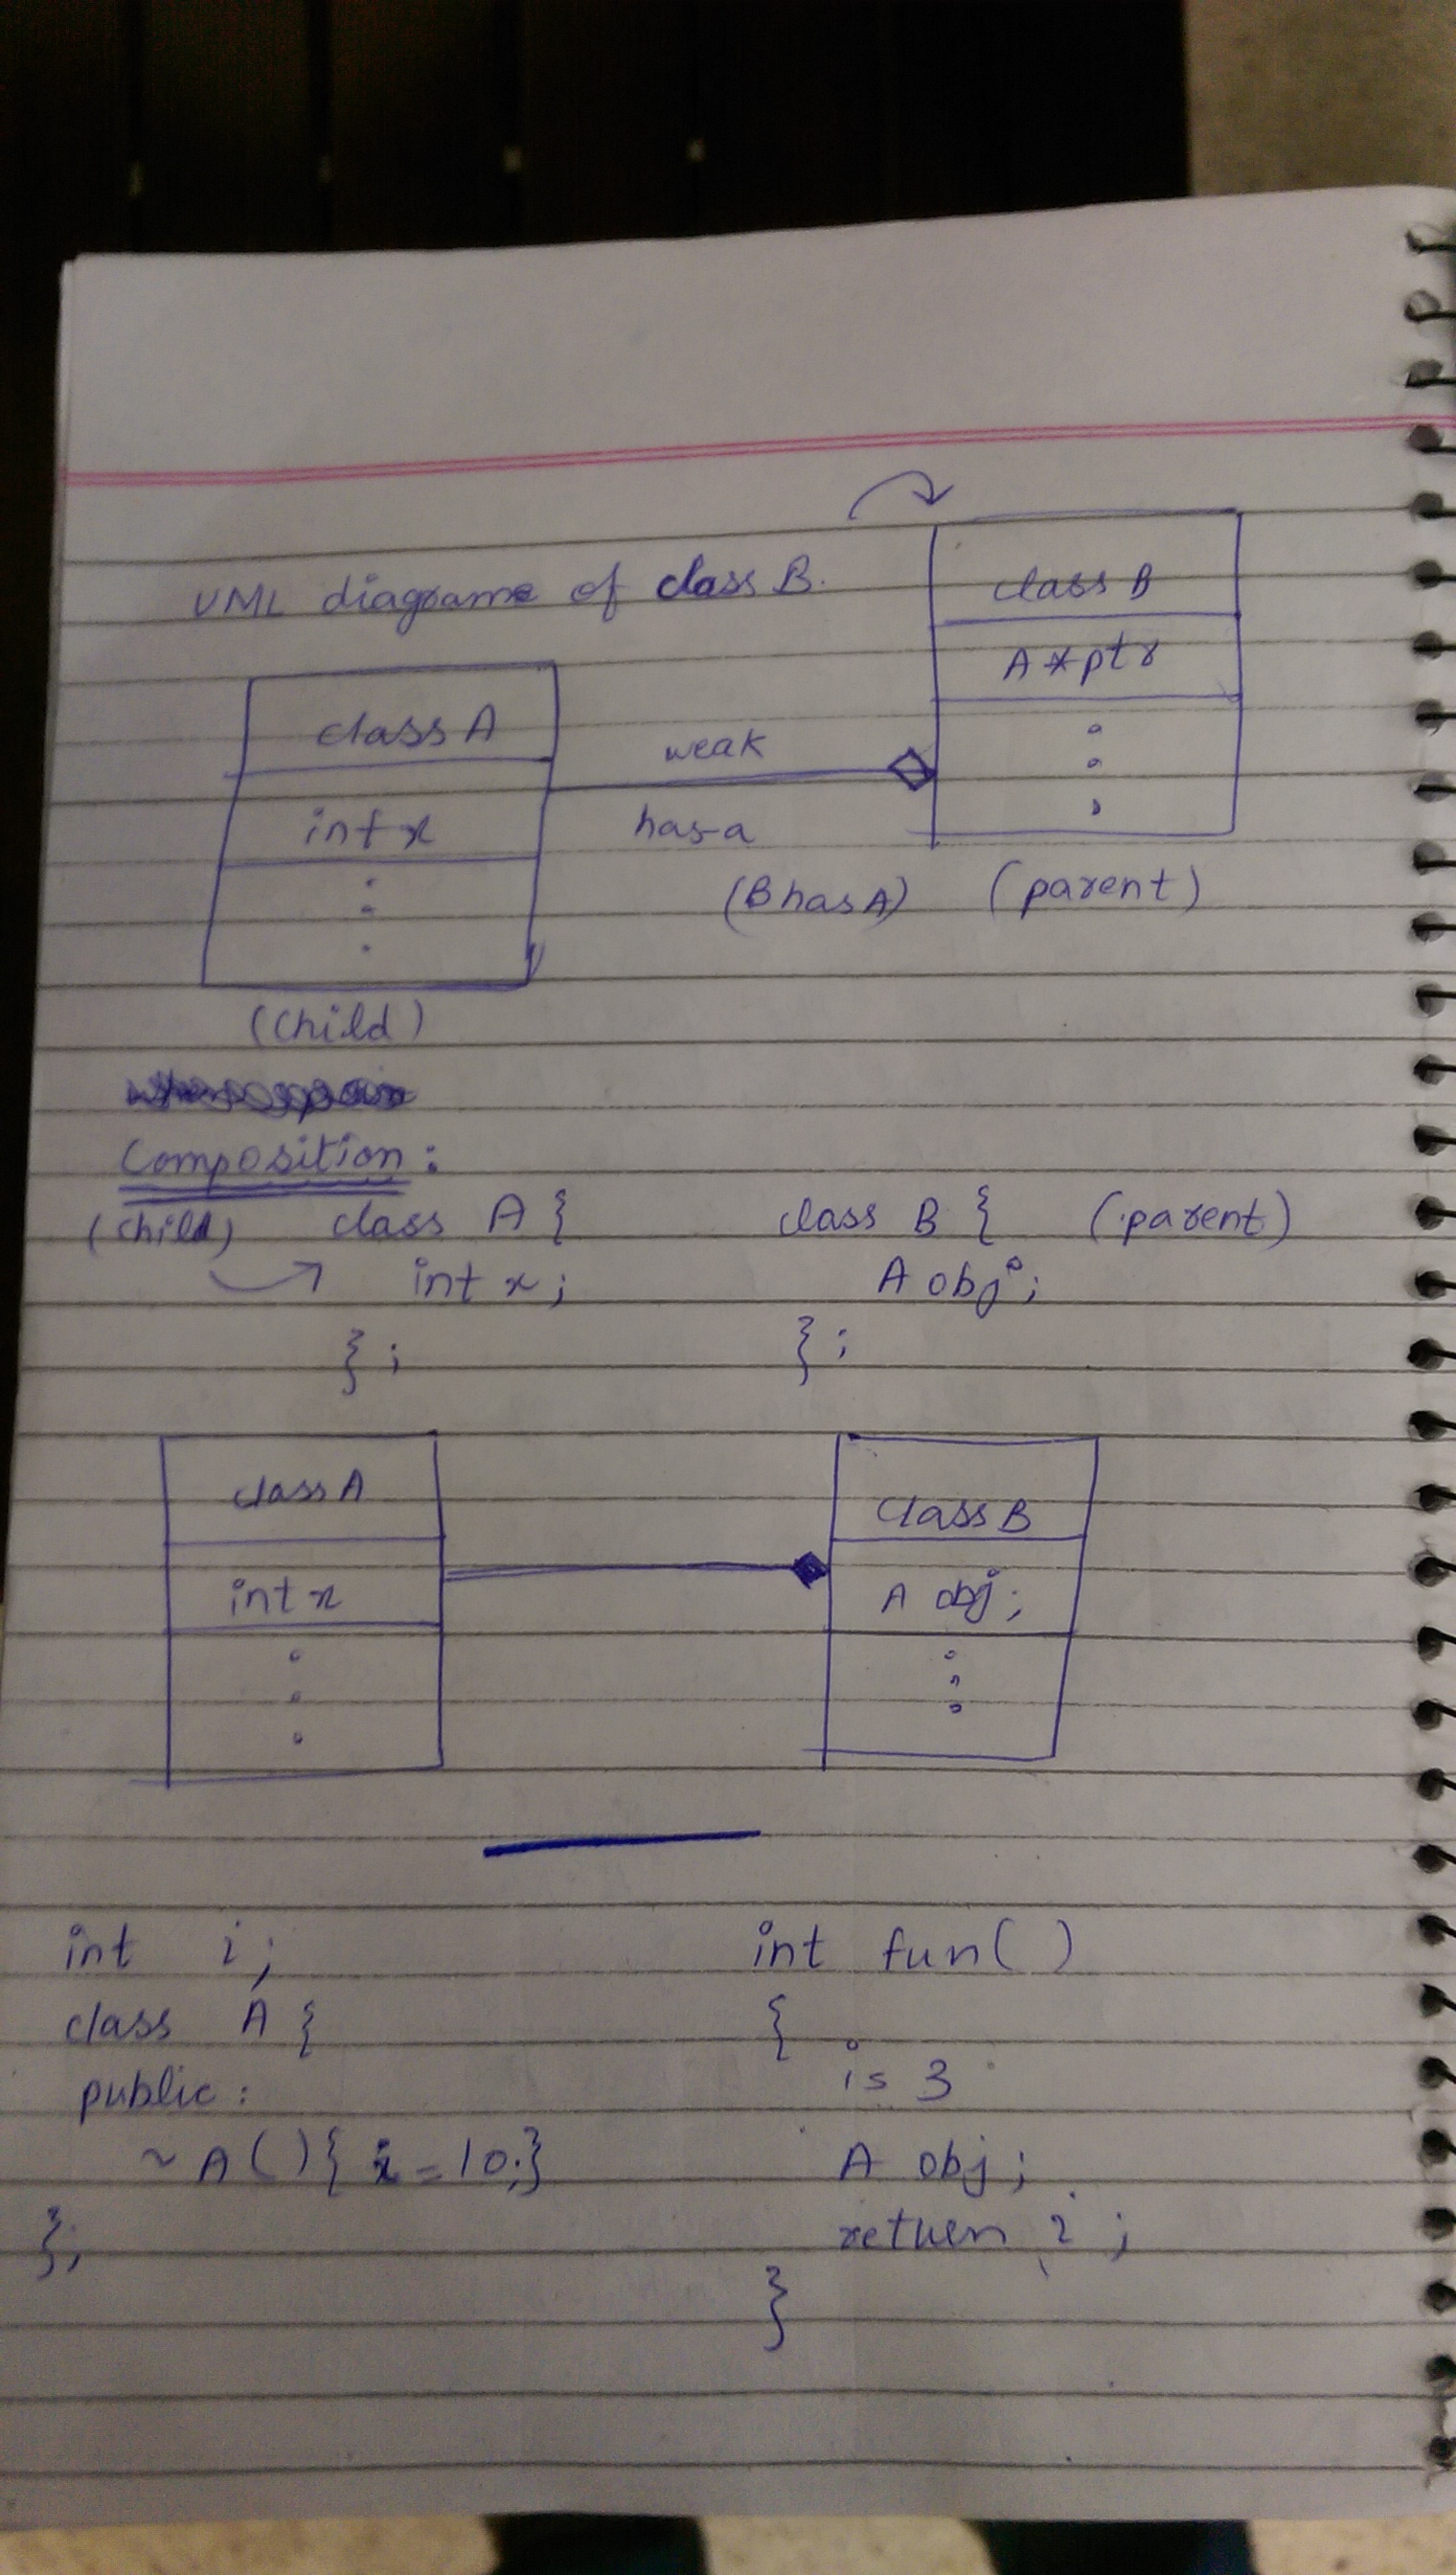 UML diagrame of class B.
class B
A *ptr
class A
int x
weak
has-a
(B has A) (parent)
(child)
Composition:
(child) class A { class B { (parent)
int x; A obj;
}; };
class A
int x
class B
A obj;
int i; int fun()
class A { {
public: is 3
~A(){ i=10;} A obj;
}; return i;
}